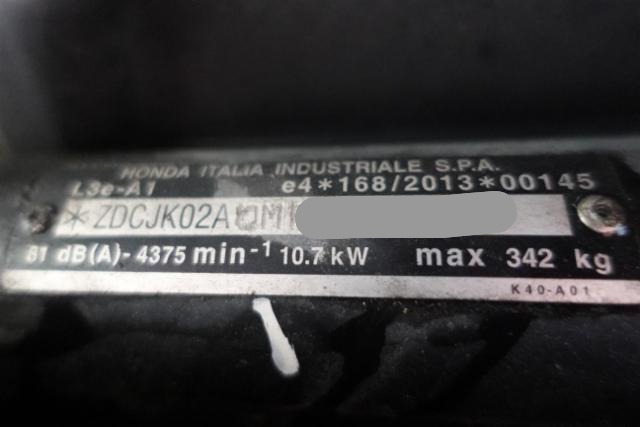 HONDA ITALIA INDUSTRIALE S.P.A.
L3e-A1 e4*168/2013*00145
*ZDCJK02A0M
81 dB(A)- 4375 min-1 10.7 kW max 342 kg
K40-A01